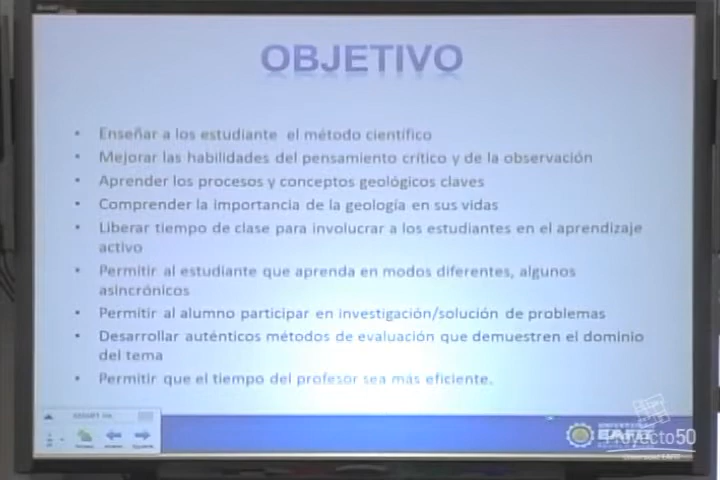 OBJETIVO
• Enseñar a los estudiante el método científico
• Mejorar las habilidades del pensamiento crítico y de la observación
• Aprender los procesos y conceptos geológicos claves
• Comprender la importancia de la geología en sus vidas
• Liberar tiempo de clase para involucrar a los estudiantes en el aprendizaje
activo
• Permitir al estudiante que aprenda en modos diferentes, algunos
asincrónicos
• Permitir al alumno participar en investigación/solución de problemas
• Desarrollar auténticos métodos de evaluación que demuestren el dominio
del tema
• Permitir que el tiempo del profesor sea más eficiente.
Proyecto50
Universidad EAFIT